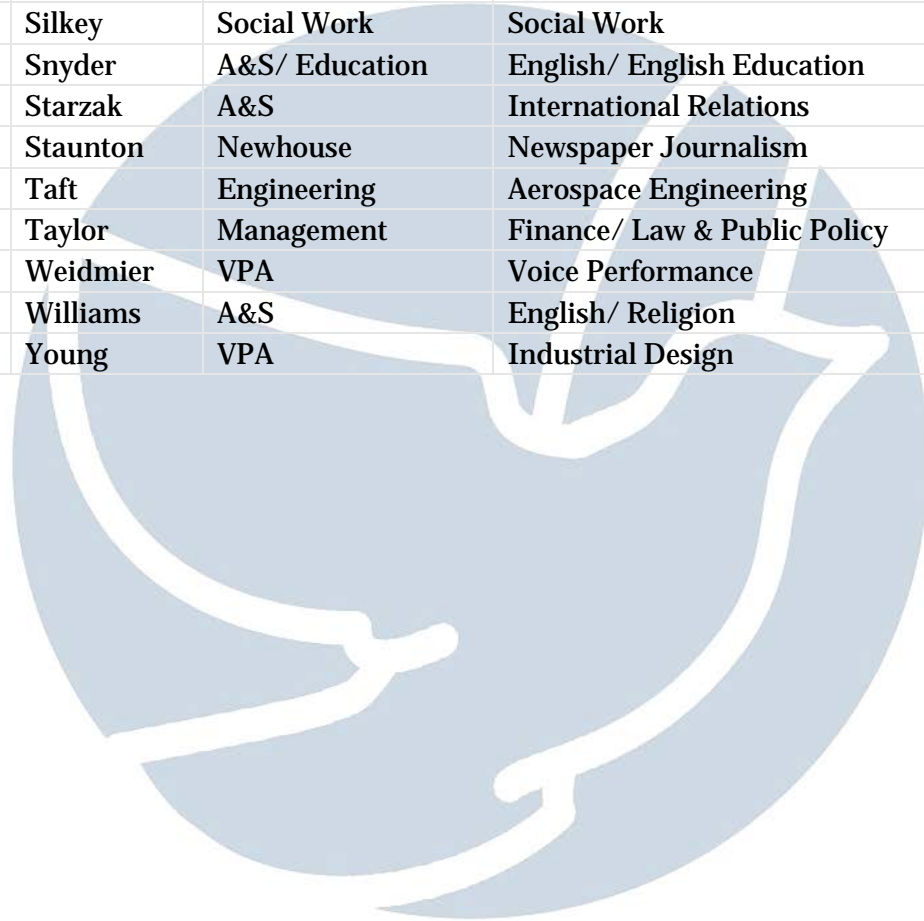 Silkey Social Work Social Work
Snyder A&S/ Education English/ English Education
Starzak A&S International Relations
Staunton Newhouse Newspaper Journalism
Taft Engineering Aerospace Engineering
Taylor Management Finance/ Law & Public Policy
Weidmier VPA Voice Performance
Williams A&S English/ Religion
Young VPA Industrial Design